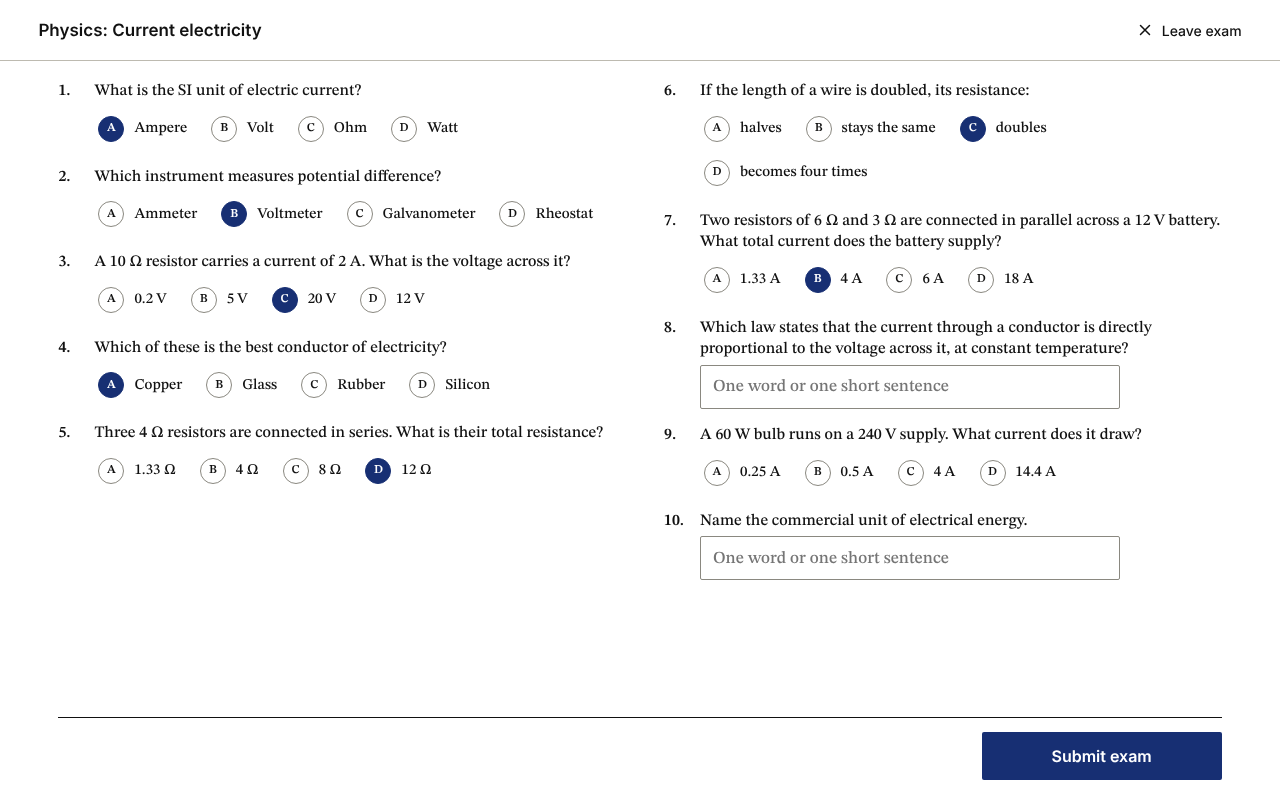 Physics: Current electricity
Leave exam
1. What is the SI unit of electric current?
A Ampere B Volt C Ohm D Watt
2. Which instrument measures potential difference?
A Ammeter B Voltmeter C Galvanometer D Rheostat
3. A 10 Ω resistor carries a current of 2 A. What is the voltage across it?
A 0.2 V B 5 V C 20 V D 12 V
4. Which of these is the best conductor of electricity?
A Copper B Glass C Rubber D Silicon
5. Three 4 Ω resistors are connected in series. What is their total resistance?
A 1.33 Ω B 4 Ω C 8 Ω D 12 Ω
6. If the length of a wire is doubled, its resistance:
A halves B stays the same C doubles
D becomes four times
7. Two resistors of 6 Ω and 3 Ω are connected in parallel across a 12 V battery.
What total current does the battery supply?
A 1.33 A B 4 A C 6 A D 18 A
8. Which law states that the current through a conductor is directly
proportional to the voltage across it, at constant temperature?
One word or one short sentence
9. A 60 W bulb runs on a 240 V supply. What current does it draw?
A 0.25 A B 0.5 A C 4 A D 14.4 A
10. Name the commercial unit of electrical energy.
One word or one short sentence
Submit exam